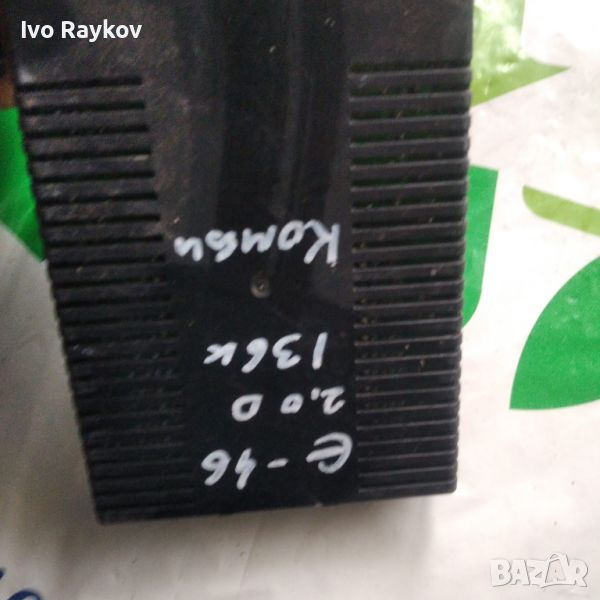 Ivo Raykov
e-46
2.0 D
136к
Комби
BAZAR